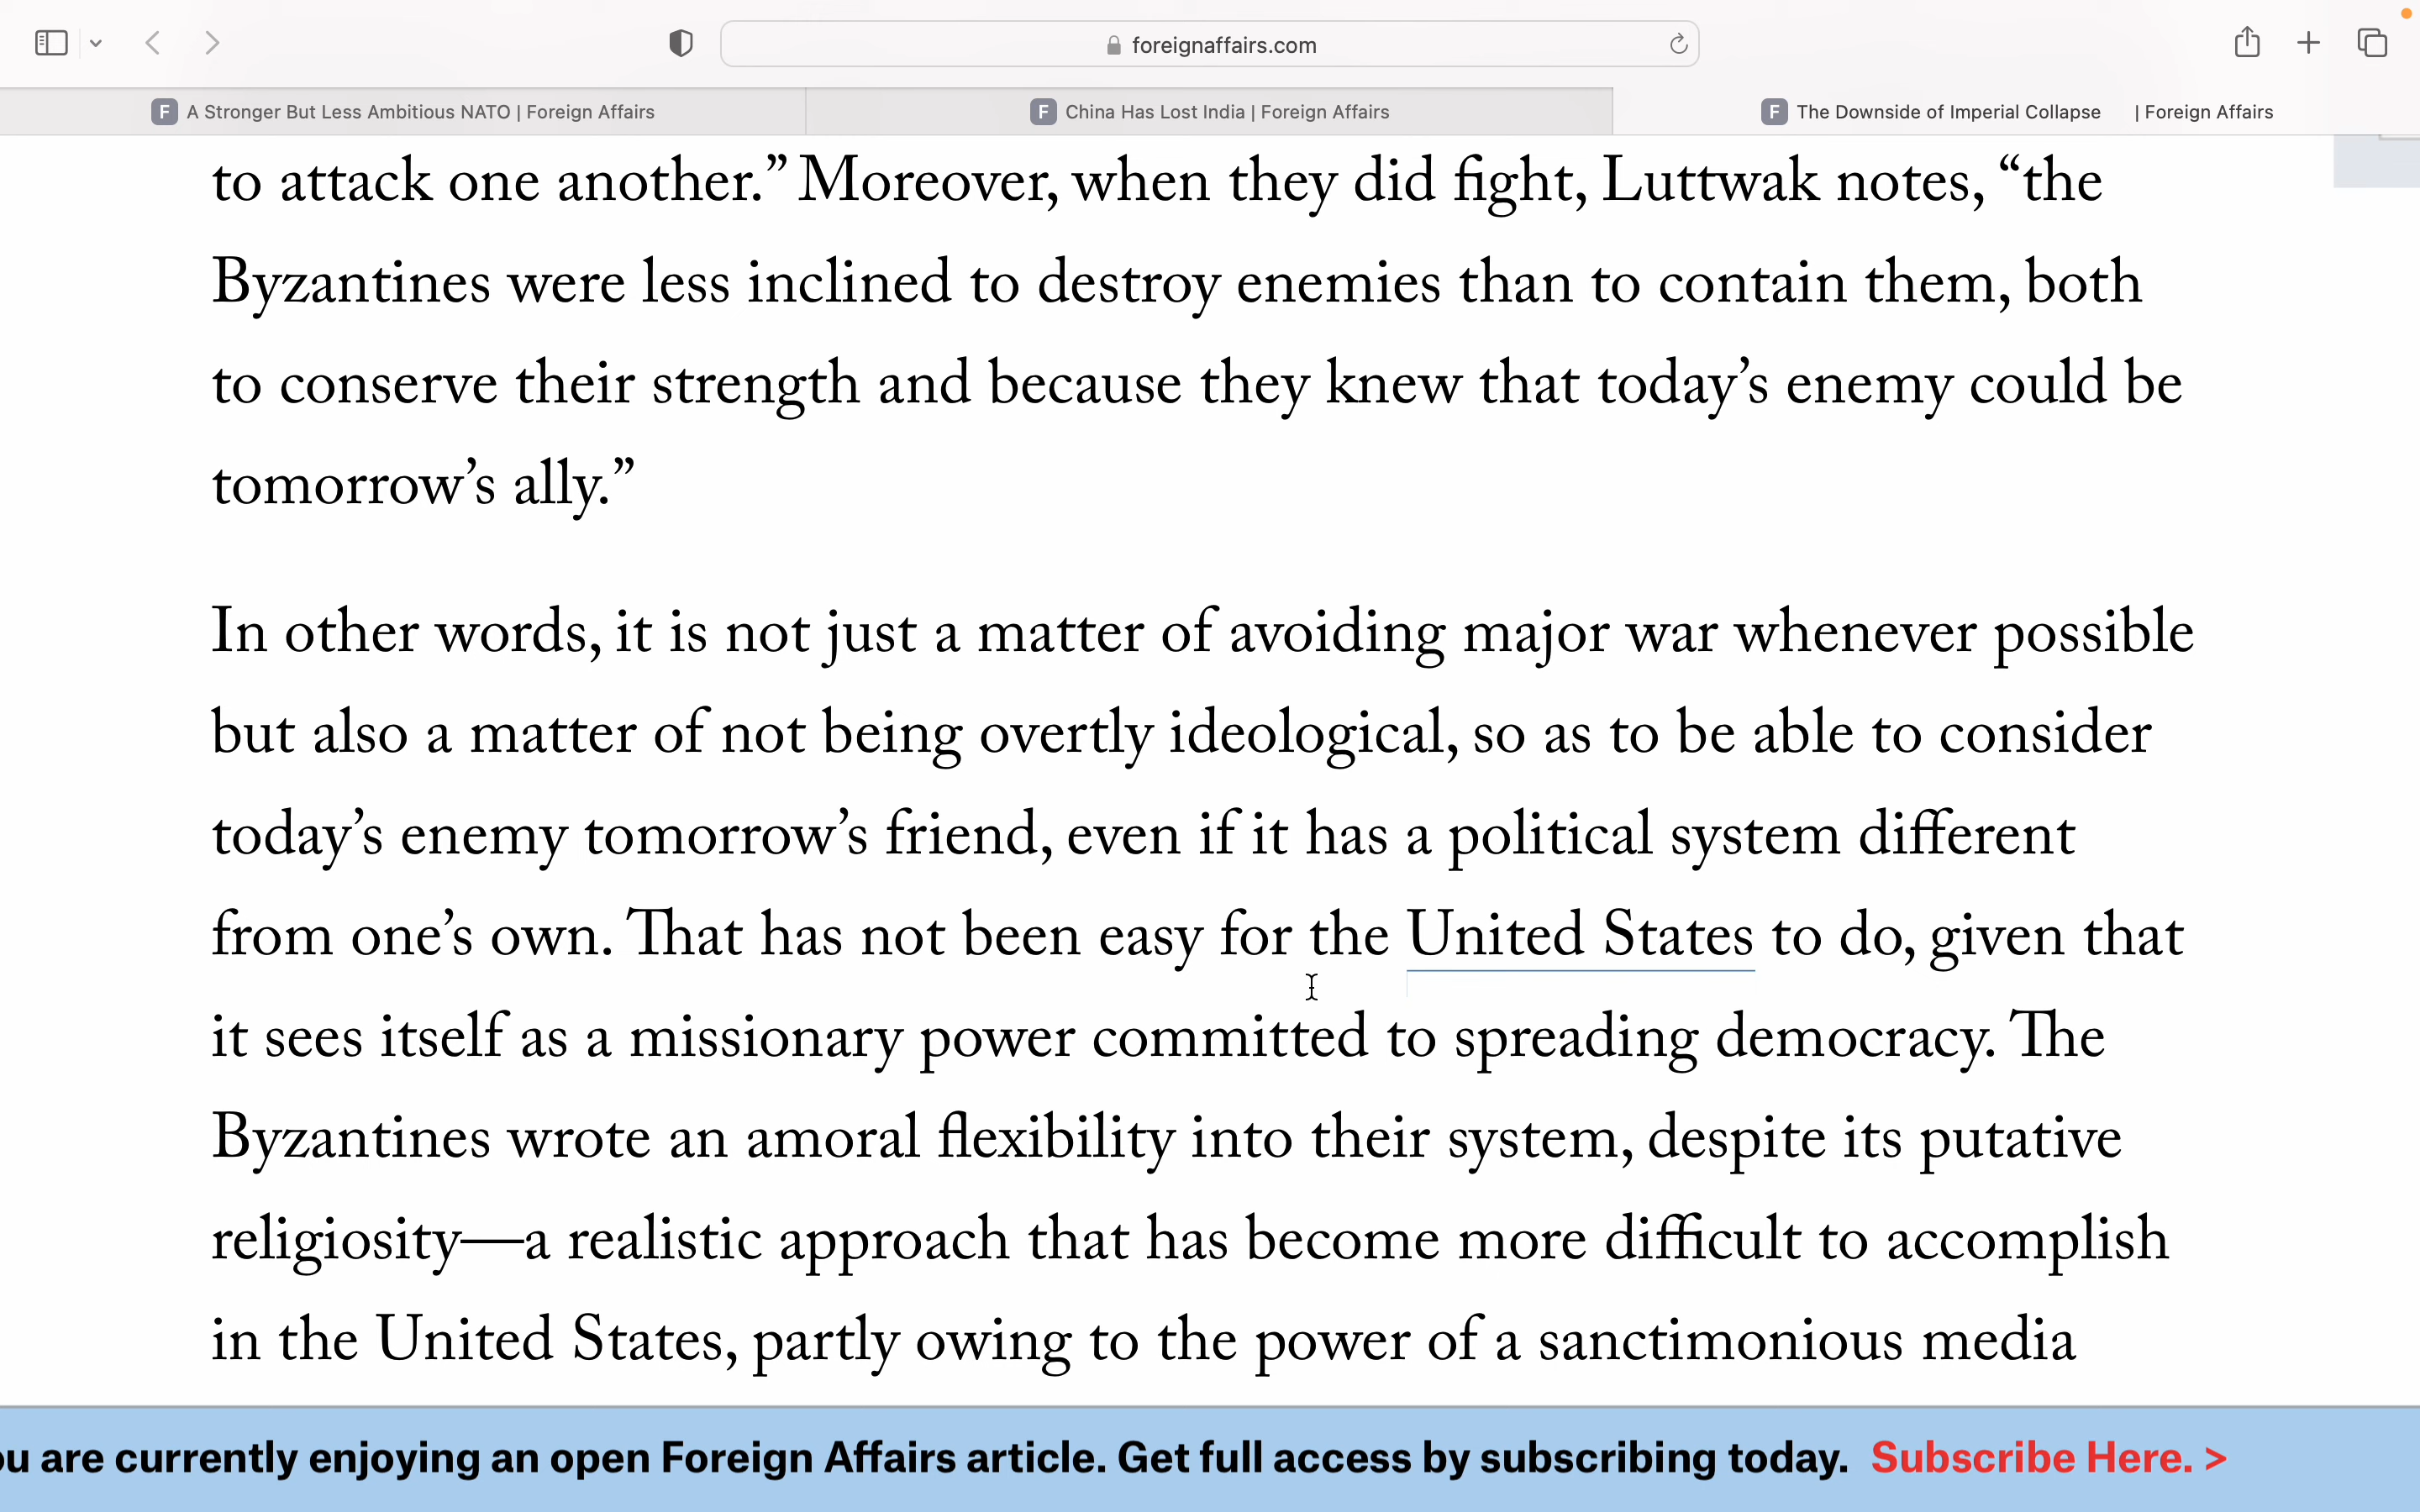 foreignaffairs.com
F A Stronger But Less Ambitious NATO | Foreign Affairs
F China Has Lost India | Foreign Affairs
F The Downside of Imperial Collapse | Foreign Affairs
to attack one another.” Moreover, when they did fight, Luttwak notes, “the
Byzantines were less inclined to destroy enemies than to contain them, both
to conserve their strength and because they knew that today’s enemy could be
tomorrow’s ally.”
In other words, it is not just a matter of avoiding major war whenever possible
but also a matter of not being overtly ideological, so as to be able to consider
today’s enemy tomorrow’s friend, even if it has a political system different
from one’s own. That has not been easy for the United States to do, given that
it sees itself as a missionary power committed to spreading democracy. The
Byzantines wrote an amoral flexibility into their system, despite its putative
religiosity—a realistic approach that has become more difficult to accomplish
in the United States, partly owing to the power of a sanctimonious media
ou are currently enjoying an open Foreign Affairs article. Get full access by subscribing today. Subscribe Here. >